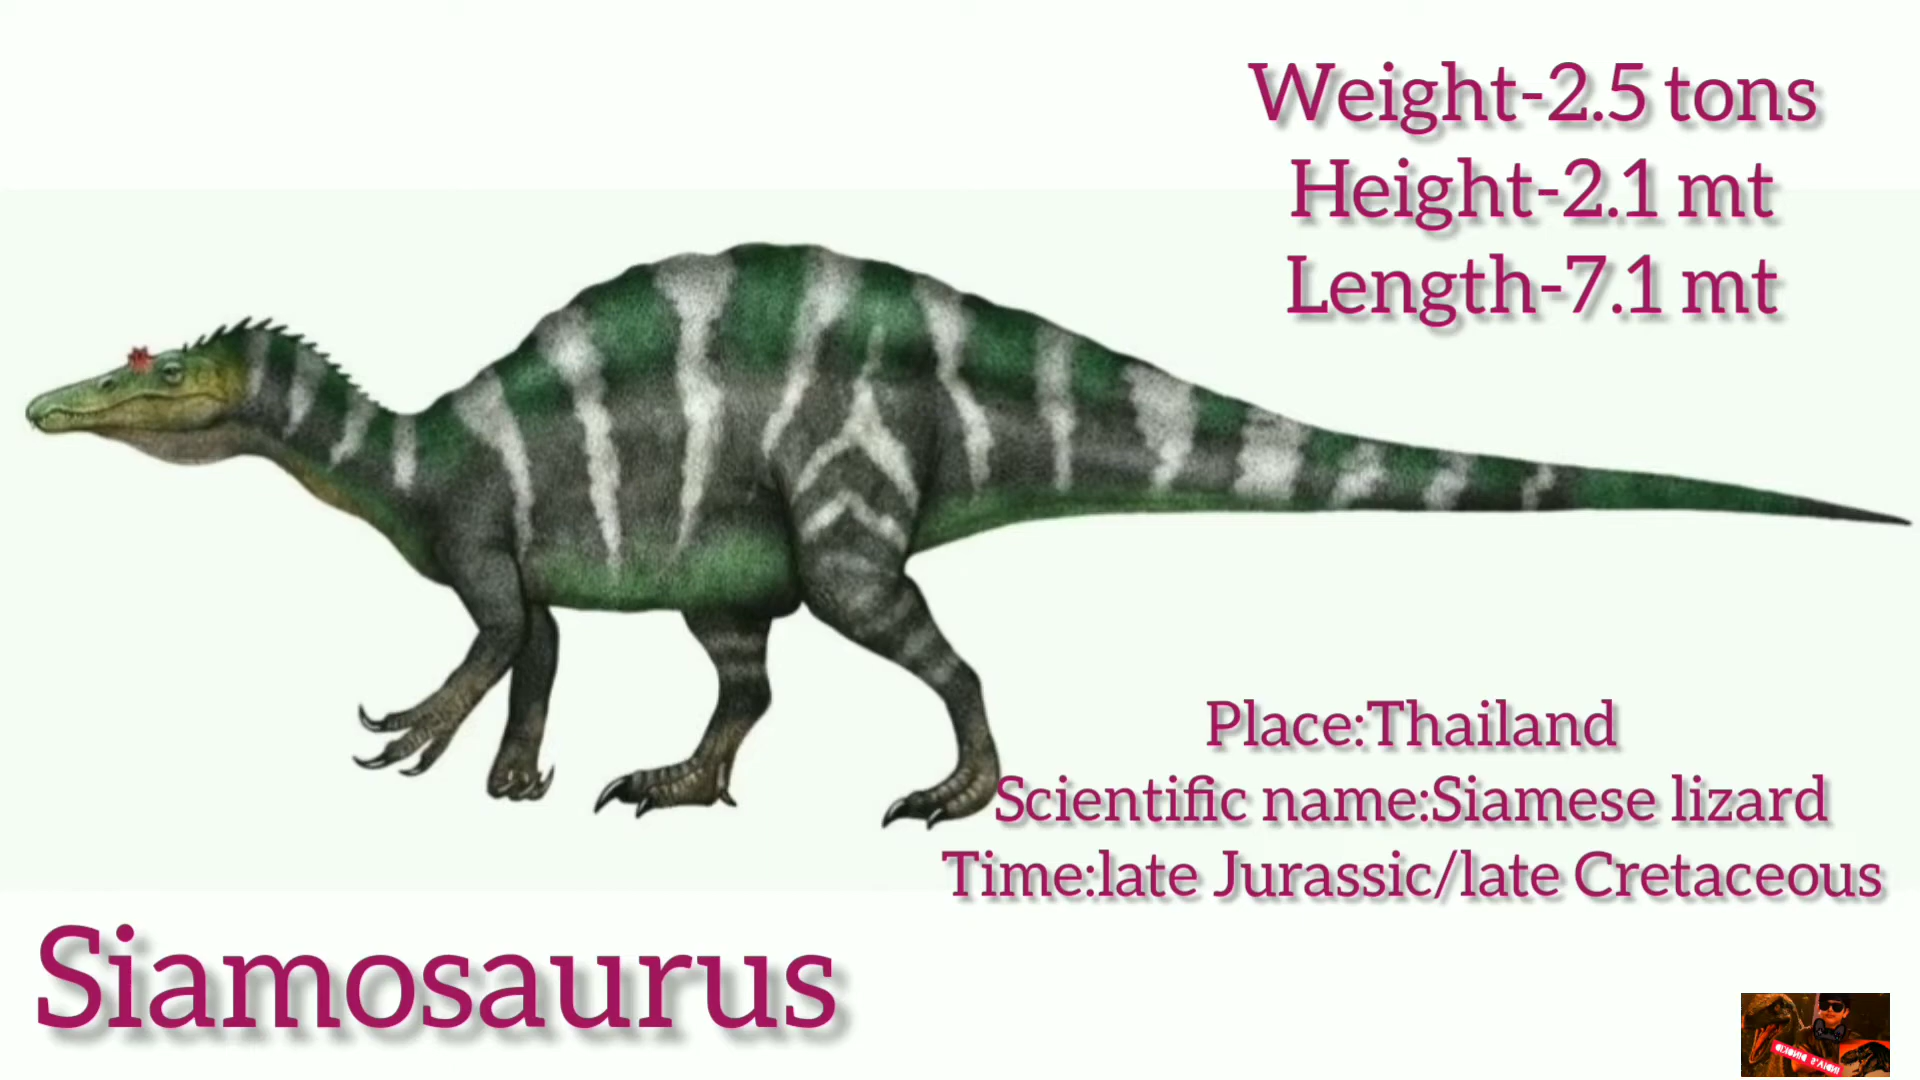 Weight-2.5 tons
Height-2.1 mt
Length-7.1 mt
Place:Thailand
Scientific name:Siamese lizard
Time:late Jurassic/late Cretaceous
Siamosaurus